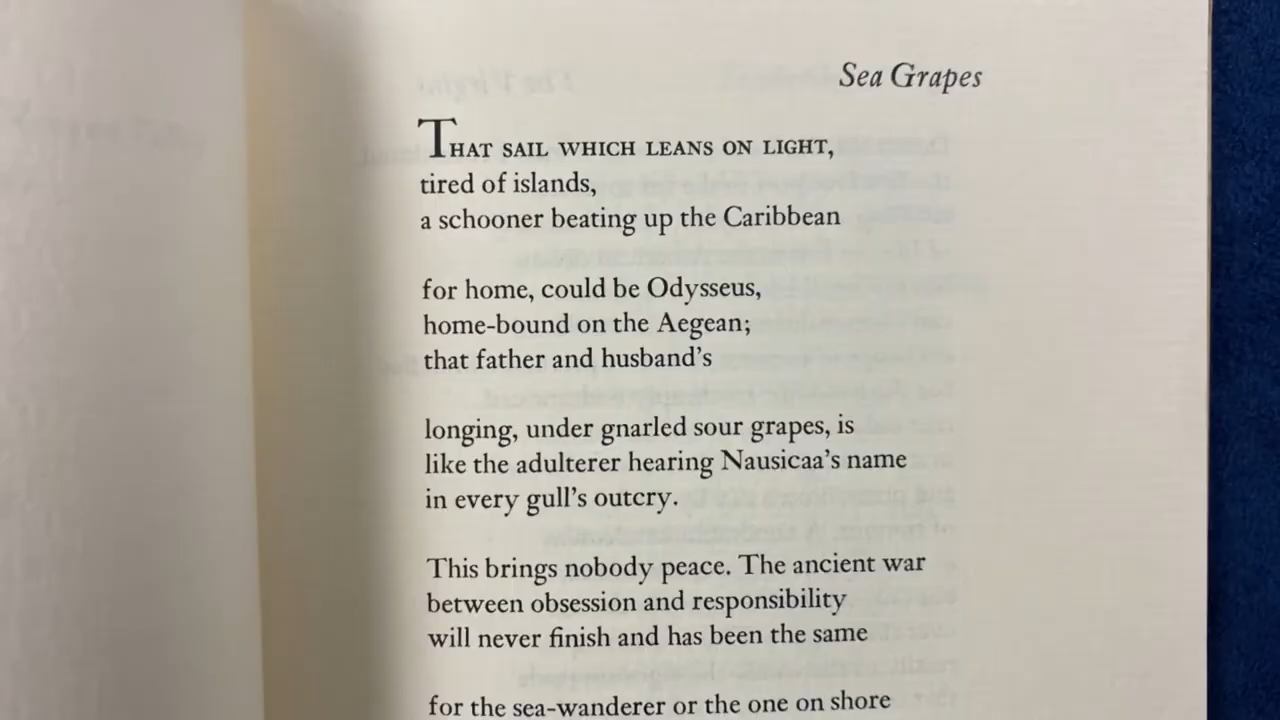 Sea Grapes
THAT SAIL WHICH LEANS ON LIGHT,
tired of islands,
a schooner beating up the Caribbean
for home, could be Odysseus,
home-bound on the Aegean;
that father and husband's
longing, under gnarled sour grapes, is
like the adulterer hearing Nausicaa's name
in every gull's outcry.
This brings nobody peace. The ancient war
between obsession and responsibility
will never finish and has been the same
for the sea-wanderer or the one on shore